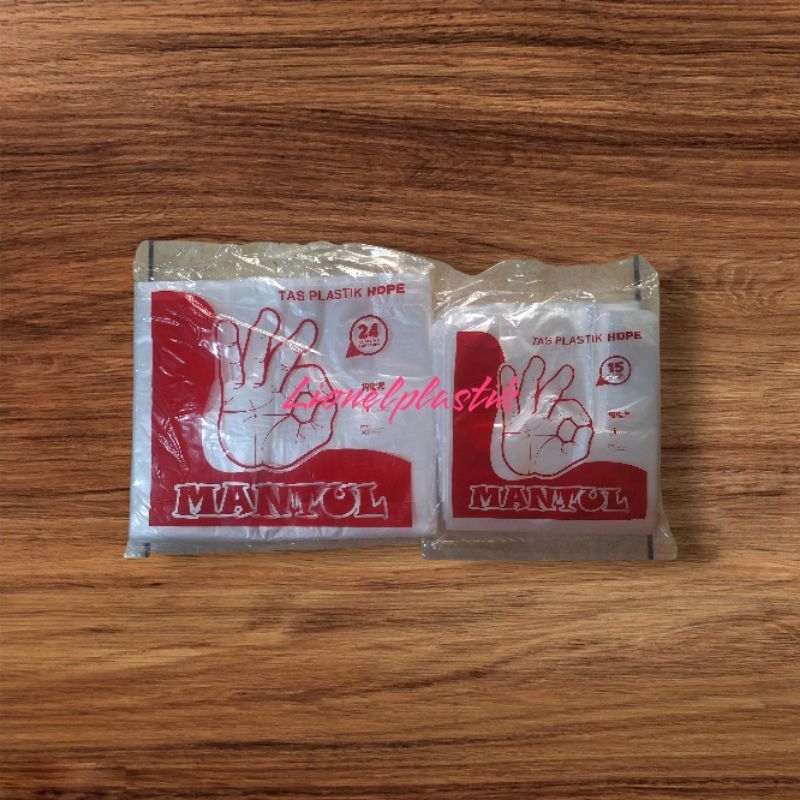 TAS PLASTIK HDPE
24
MANTUL
TAS PLASTIK HDPE
15
MANTUL
Lionelplastik